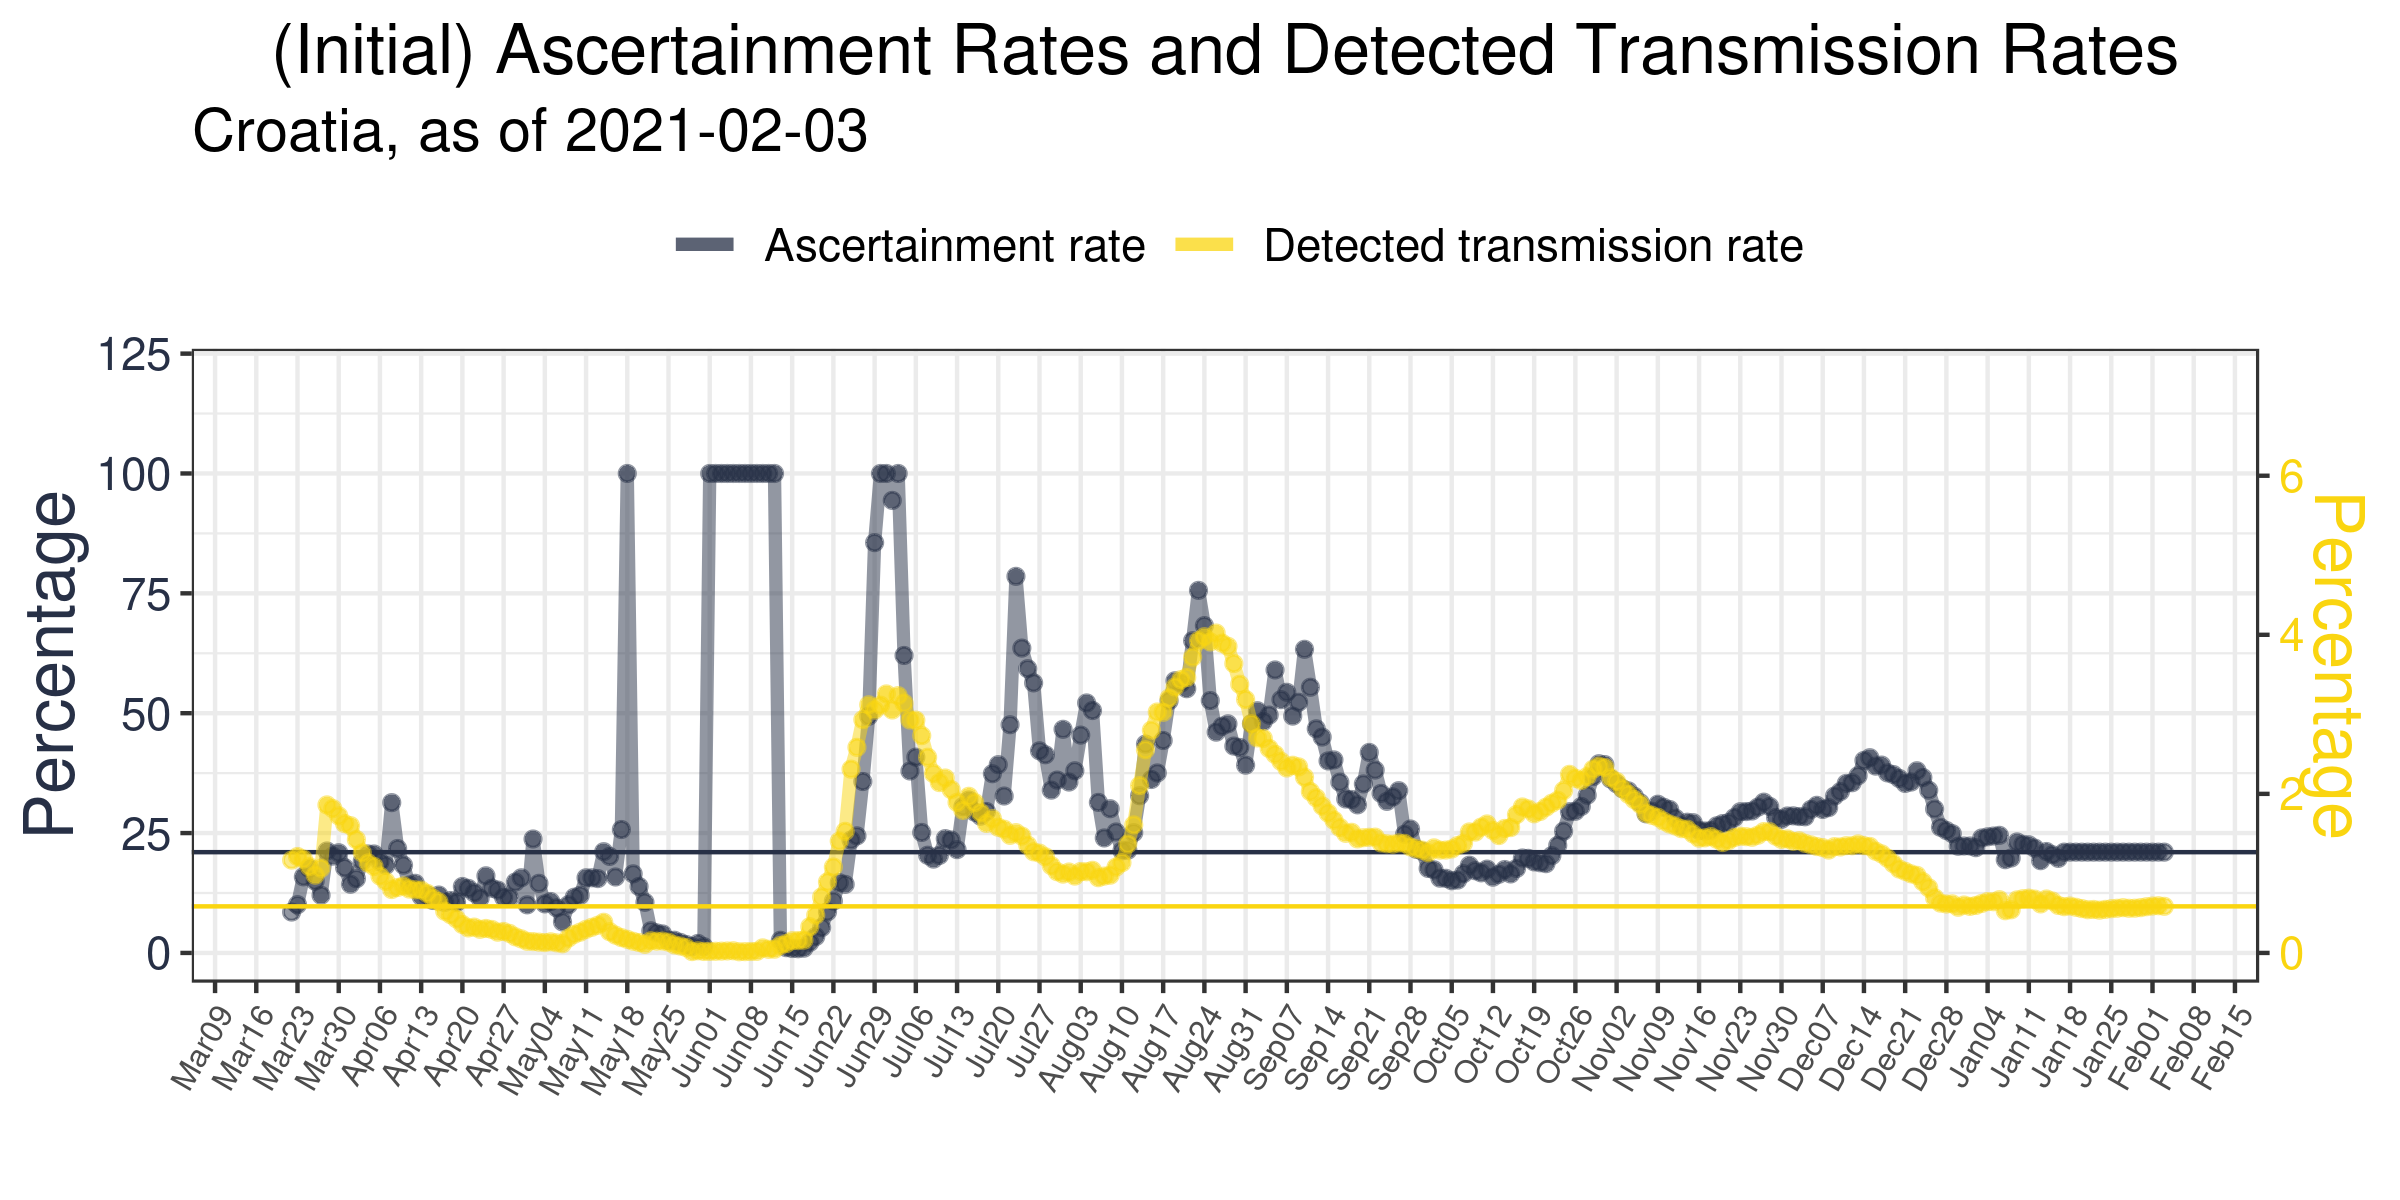 (Initial) Ascertainment Rates and Detected Transmission Rates
Croatia, as of 2021-02-03
Ascertainment rate Detected transmission rate
Percentage
125
100
75
50
25
0
6
4
2
0
Percentage
Mar09 Mar16 Mar23 Mar30 Apr06 Apr13 Apr20 Apr27 May04 May11 May18 May25 Jun01 Jun08 Jun15 Jun22 Jun29 Jul06 Jul13 Jul20 Jul27 Aug03 Aug10 Aug17 Aug24 Aug31 Sep07 Sep14 Sep21 Sep28 Oct05 Oct12 Oct19 Oct26 Nov02 Nov09 Nov16 Nov23 Nov30 Dec07 Dec14 Dec21 Dec28 Jan04 Jan11 Jan18 Jan25 Feb01 Feb08 Feb15